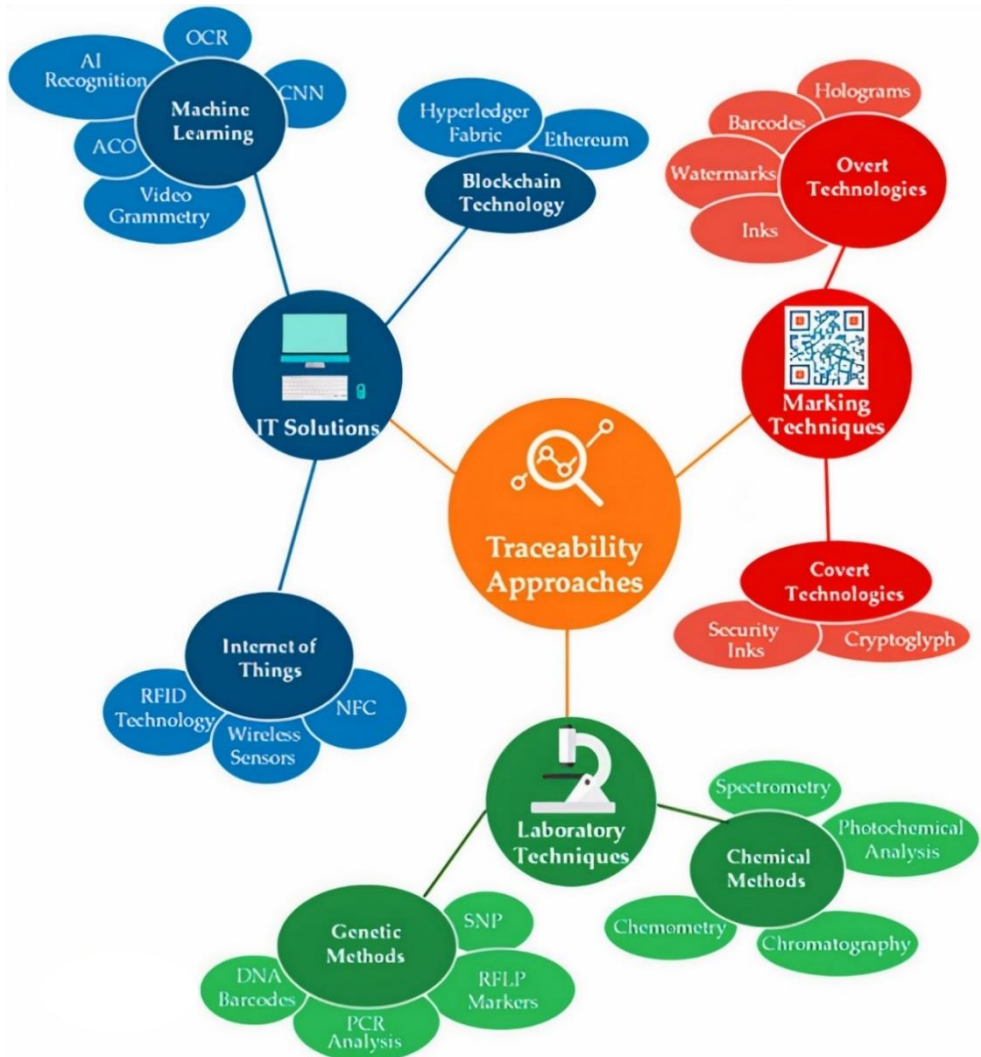 OCR
AI
Recognition
CNN
Machine
Learning
ACO
Video
Grammetry
Hyperledger
Fabric
Ethereum
Blockchain
Technology
Holograms
Barcodes
Overt
Technologies
Watermarks
Inks
IT Solutions
Marking
Techniques
Traceability
Approaches
Covert
Technologies
Security
Inks
Cryptoglyph
Internet of
Things
RFID
Technology
NFC
Wireless
Sensors
Laboratory
Techniques
Spectrometry
Photochemical
Analysis
Chemical
Methods
Chemometry
Chromatography
Genetic
Methods
SNP
DNA
Barcodes
RFLP
Markers
PCR
Analysis